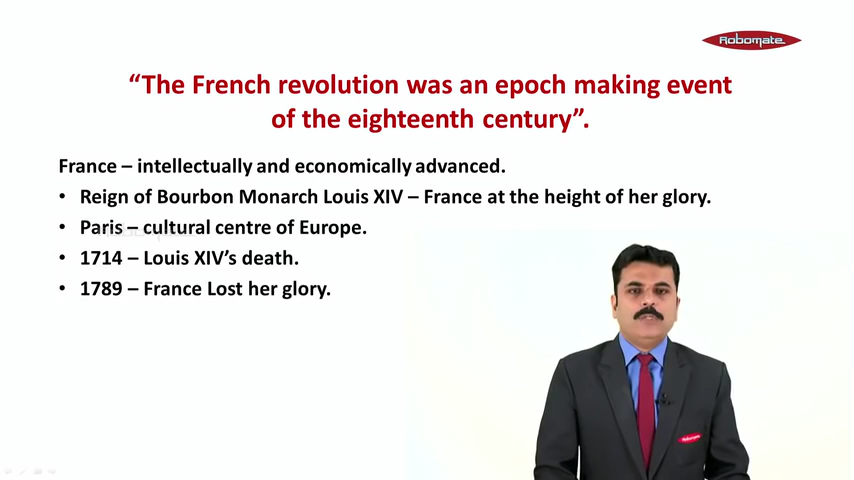 Robomate
“The French revolution was an epoch making event
of the eighteenth century”.
France – intellectually and economically advanced.
• Reign of Bourbon Monarch Louis XIV – France at the height of her glory.
• Paris – cultural centre of Europe.
• 1714 – Louis XIV’s death.
• 1789 – France Lost her glory.
Robomate